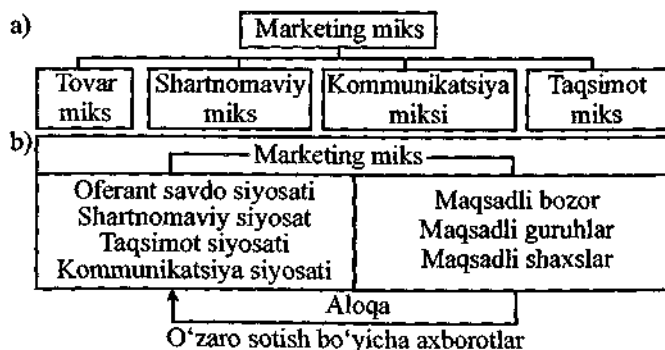 a)
Marketing miks
Tovar miks
Shartnomaviy miks
Kommunikatsiya miksi
Taqsimot miks
b)
Marketing miks
Oferant savdo siyosati
Shartnomaviy siyosat
Taqsimot siyosati
Kommunikatsiya siyosati
Maqsadli bozor
Maqsadli guruhlar
Maqsadli shaxslar
Aloqa
O‘zaro sotish bo‘yicha axborotlar